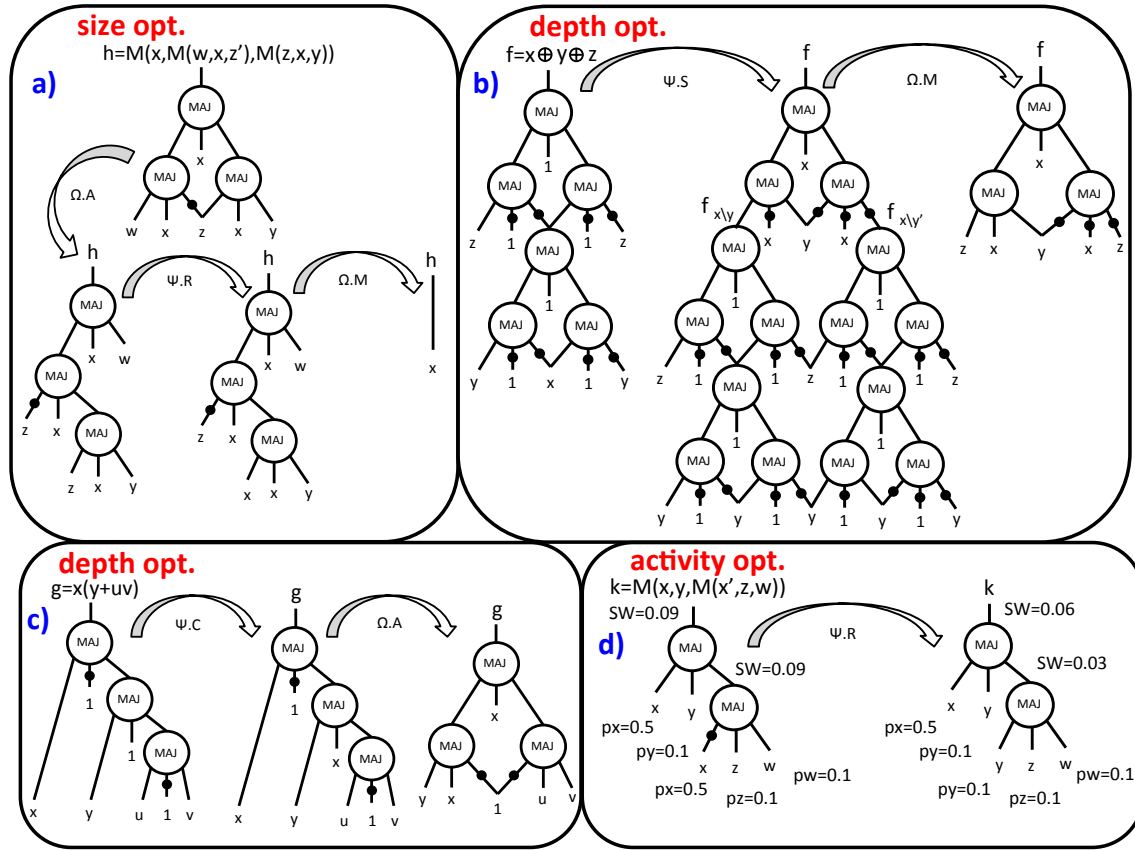 size opt.
h=M(x,M(w,x,z'),M(z,x,y))
a)
MAJ
x
MAJ MAJ
w x z x y
Ω.A
h
MAJ
x w
MAJ
z x
MAJ
z x y
Ψ.R
h
MAJ
x w
MAJ
z x
MAJ
x x y
Ω.M
h
x
depth opt.
f=x⊕y⊕z
b)
MAJ
1
MAJ MAJ
z 1 1 z
MAJ
1
MAJ MAJ
y 1 x 1 y
Ψ.S
f
MAJ
x
MAJ MAJ
f x\y x y x f x\y'
MAJ MAJ
1 1
MAJ MAJ MAJ MAJ
z 1 1 z 1 1 z
MAJ MAJ
1 1
MAJ MAJ MAJ MAJ
y 1 y 1 y 1 y 1 y
Ω.M
f
MAJ
x
MAJ MAJ
z x y x z
depth opt.
g=x(y+uv)
c)
MAJ
1
MAJ
1
MAJ
x y u 1 v
Ψ.C
g
MAJ
1
MAJ
x
MAJ
x y u 1 v
Ω.A
g
MAJ
x
MAJ MAJ
y x 1 u v
activity opt.
k=M(x,y,M(x',z,w))
d)
SW=0.09
MAJ
SW=0.09
x y MAJ
px=0.5
py=0.1
x z w
px=0.5
pz=0.1
pw=0.1
Ψ.R
k
SW=0.06
MAJ
SW=0.03
x y MAJ
px=0.5
py=0.1
y z w
py=0.1
pz=0.1
pw=0.1